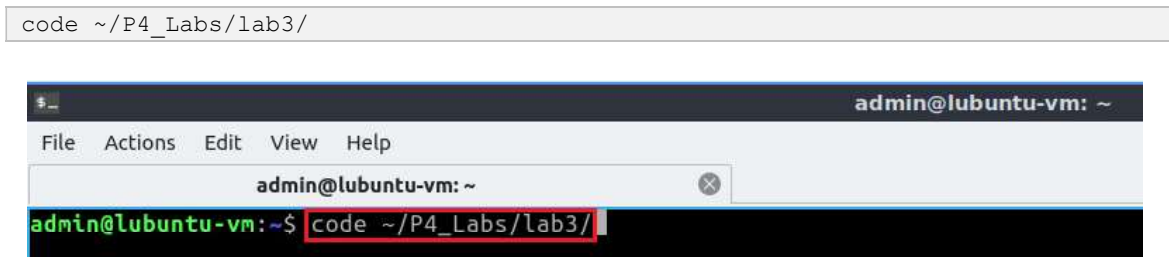 code ~/P4_Labs/lab3/
$_
admin@lubuntu-vm: ~
File Actions Edit View Help
admin@lubuntu-vm: ~
admin@lubuntu-vm:~$ code ~/P4_Labs/lab3/